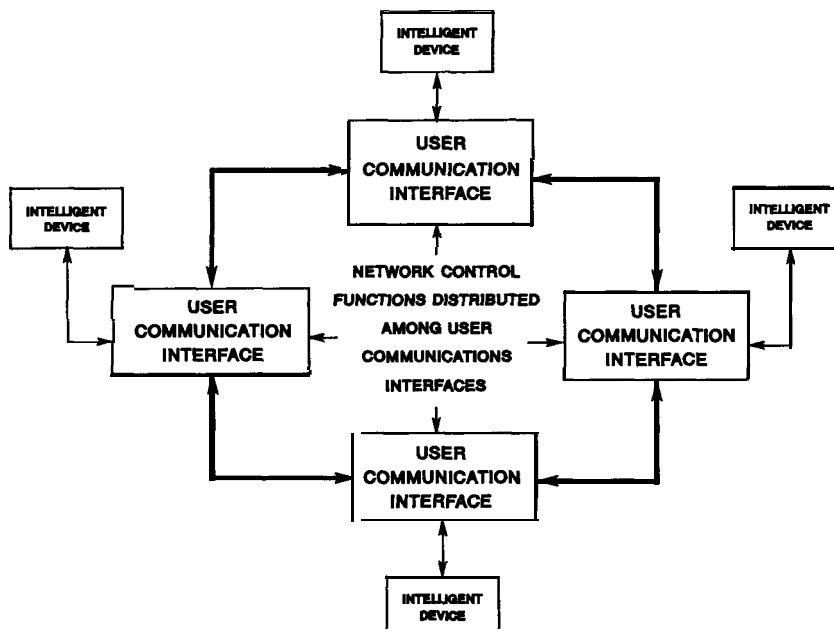 INTELLIGENT
DEVICE
USER
COMMUNICATION
INTERFACE
INTELLIGENT
DEVICE
INTELLIGENT
DEVICE
NETWORK CONTROL
FUNCTIONS DISTRIBUTED
AMONG USER
COMMUNICATIONS
INTERFACES
USER
COMMUNICATION
INTERFACE
USER
COMMUNICATION
INTERFACE
USER
COMMUNICATION
INTERFACE
INTELLIGENT
DEVICE